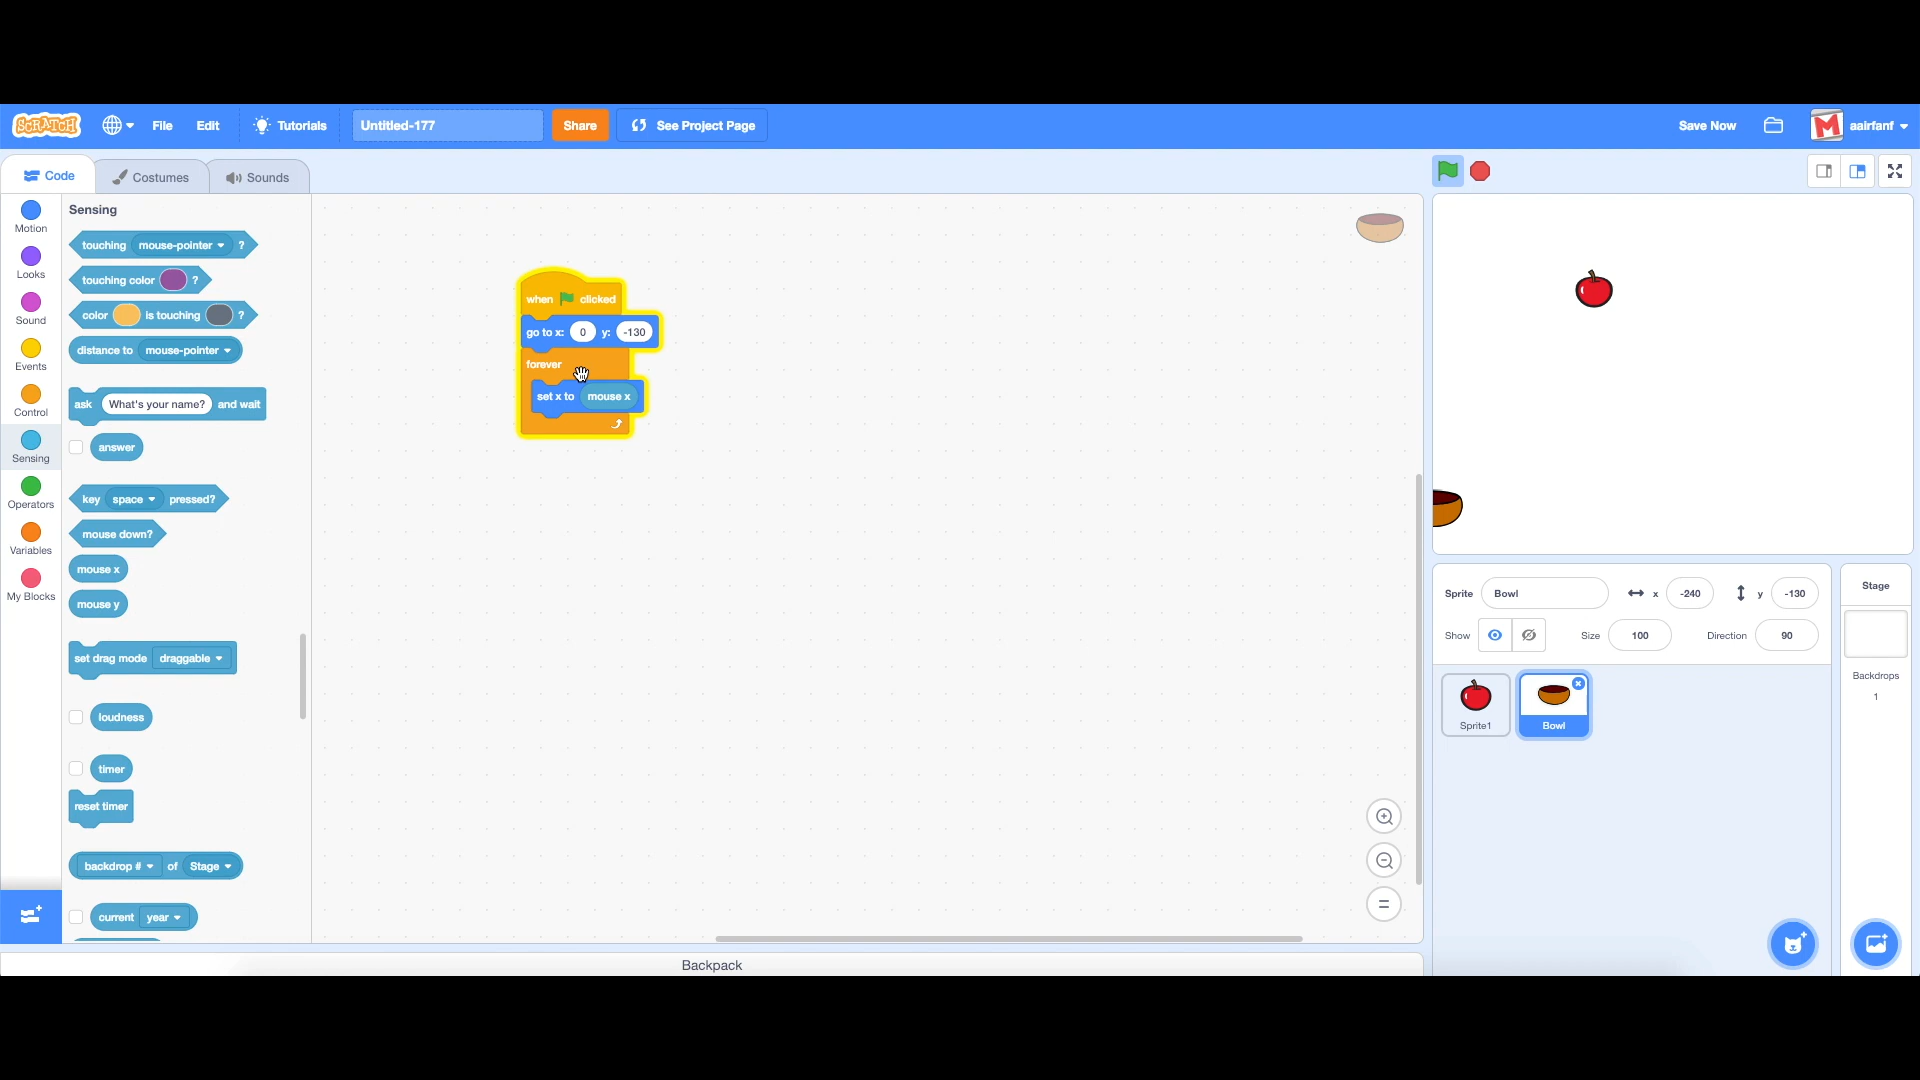 SCRATCH File Edit Tutorials Untitled-177 Share See Project Page Save Now aairfanf
Code Costumes Sounds
Motion
Looks
Sound
Events
Control
Sensing
Operators
Variables
My Blocks
Sensing
touching mouse-pointer ?
touching color ?
color is touching ?
distance to mouse-pointer
ask What's your name? and wait
answer
key space pressed?
mouse down?
mouse x
mouse y
set drag mode draggable
loudness
timer
reset timer
backdrop # of Stage
current year
when clicked
go to x: 0 y: -130
forever
set x to mouse x
Backpack
Sprite Bowl x -240 y -130
Show Size 100 Direction 90
Sprite1 Bowl
Stage
Backdrops
1